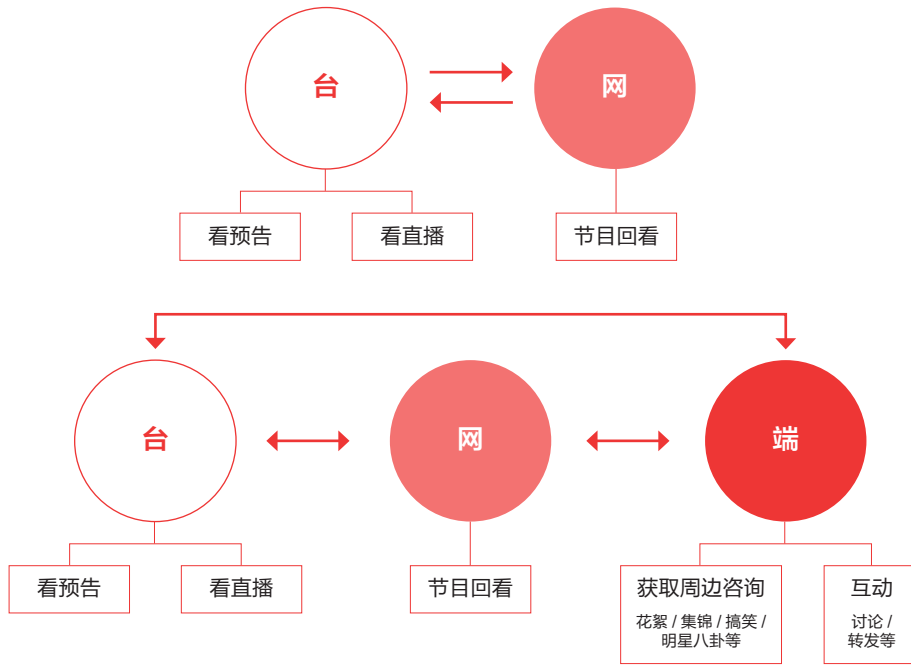 台
网
看预告
看直播
节目回看
台
网
端
看预告
看直播
节目回看
获取周边咨询
花絮 / 集锦 / 搞笑 /
明星八卦等
互动
讨论 /
转发等